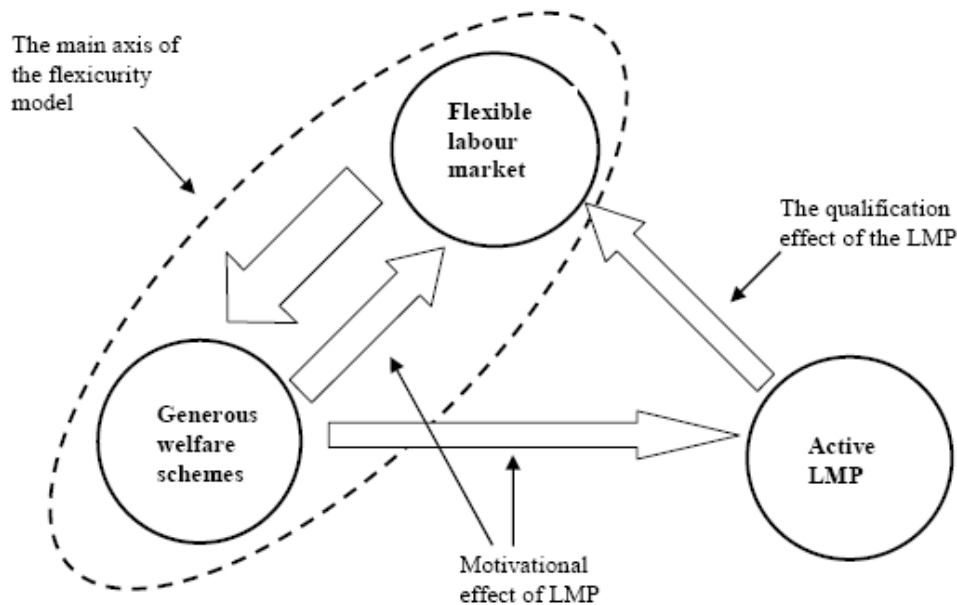 The main axis of
the flexicurity
model
Flexible
labour
market
The qualification
effect of the LMP
Generous
welfare
schemes
Active
LMP
Motivational
effect of LMP